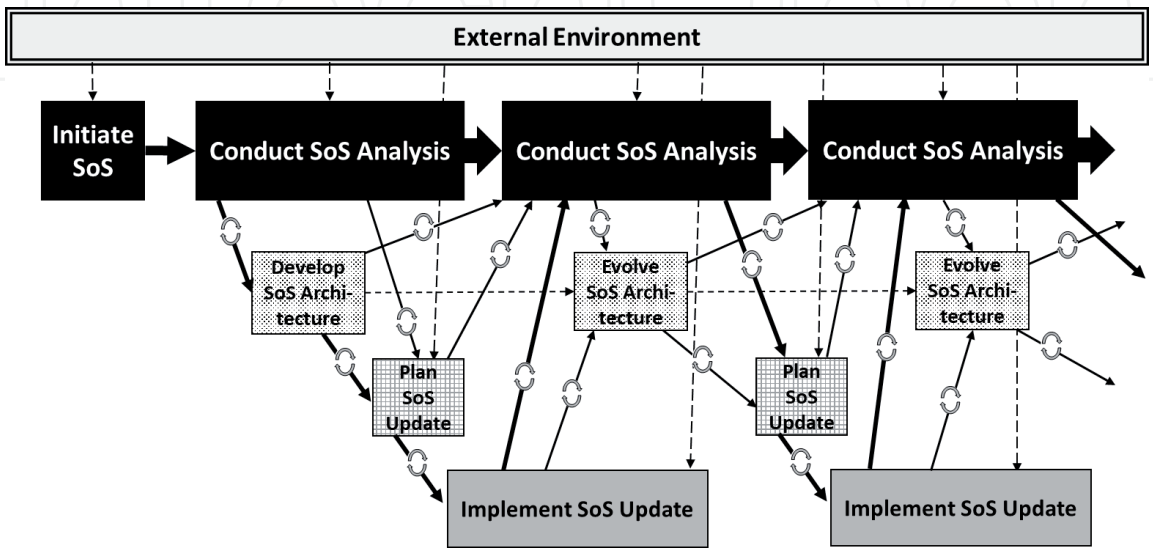 External Environment
Initiate
SoS
Conduct SoS Analysis
Conduct SoS Analysis
Conduct SoS Analysis
Develop
SoS Archi-
tecture
Evolve
SoS Archi-
tecture
Evolve
SoS Archi-
tecture
Plan
SoS
Update
Plan
SoS
Update
Implement SoS Update
Implement SoS Update